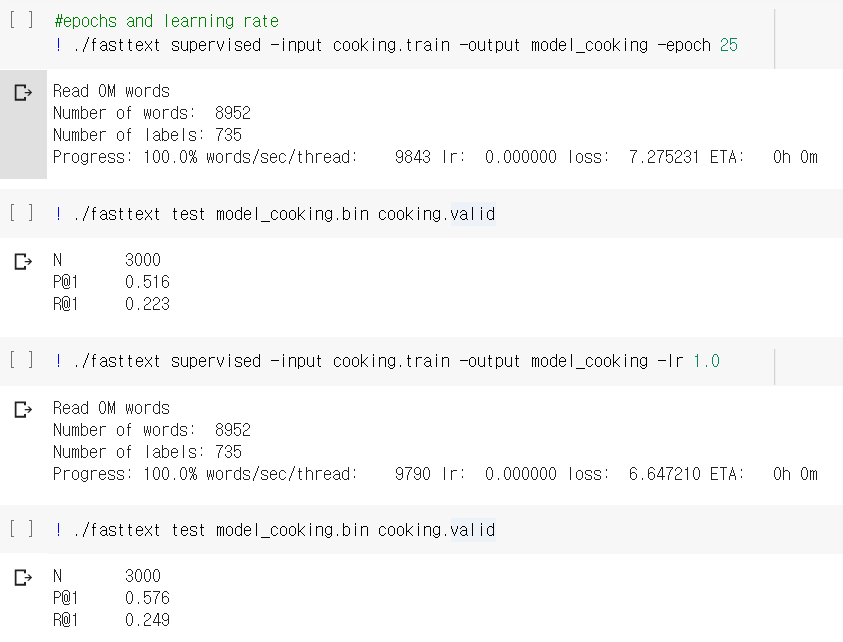 [ ] #epochs and learning rate
! ./fasttext supervised -input cooking.train -output model_cooking -epoch 25
Read 0M words
Number of words:  8952
Number of labels: 735
Progress: 100.0% words/sec/thread:    9843 lr:  0.000000 loss:  7.275231 ETA:   0h 0m
[ ] ! ./fasttext test model_cooking.bin cooking.valid
N       3000
P@1     0.516
R@1     0.223
[ ] ! ./fasttext supervised -input cooking.train -output model_cooking -lr 1.0
Read 0M words
Number of words:  8952
Number of labels: 735
Progress: 100.0% words/sec/thread:    9790 lr:  0.000000 loss:  6.647210 ETA:   0h 0m
[ ] ! ./fasttext test model_cooking.bin cooking.valid
N       3000
P@1     0.576
R@1     0.249